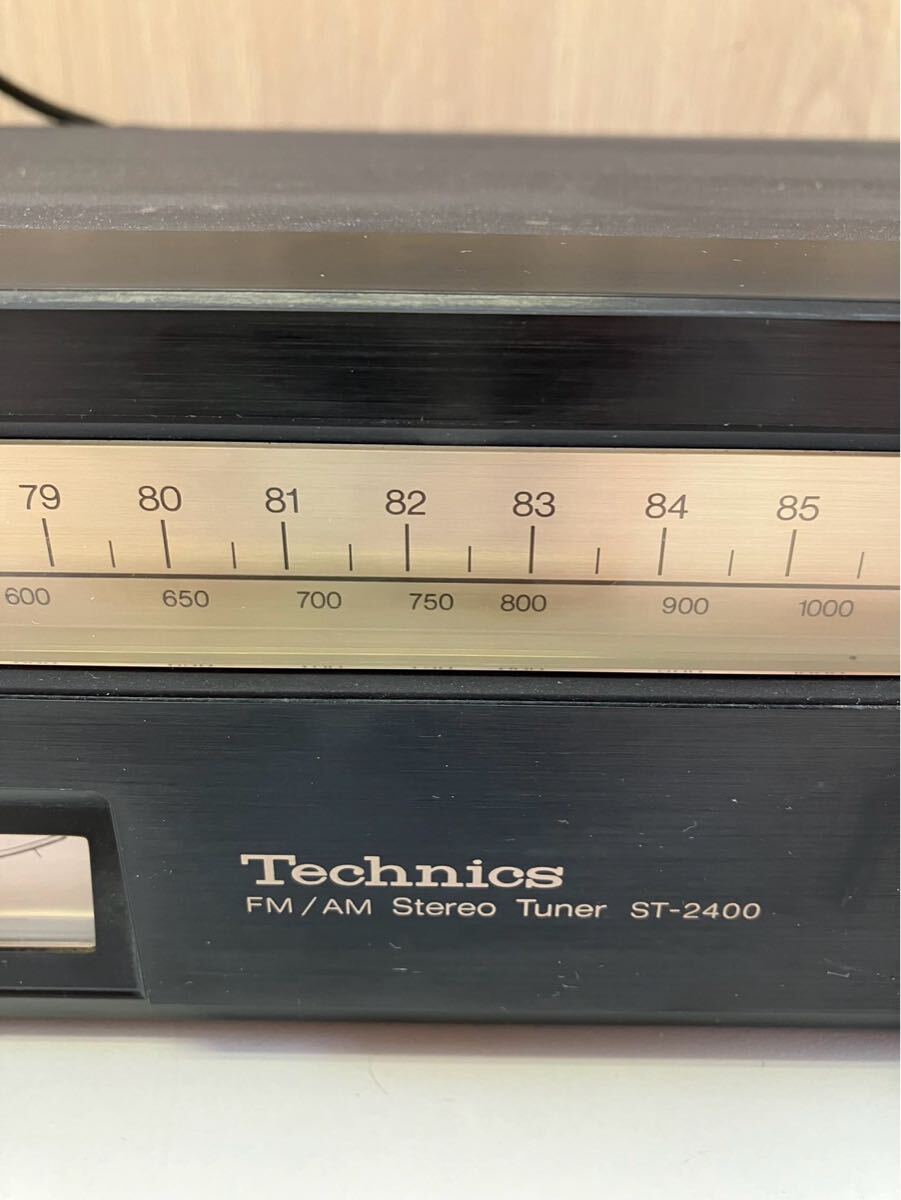 79 80 81 82 83 84 85
600 650 700 750 800 900 1000
Technics
FM/AM Stereo Tuner ST-2400